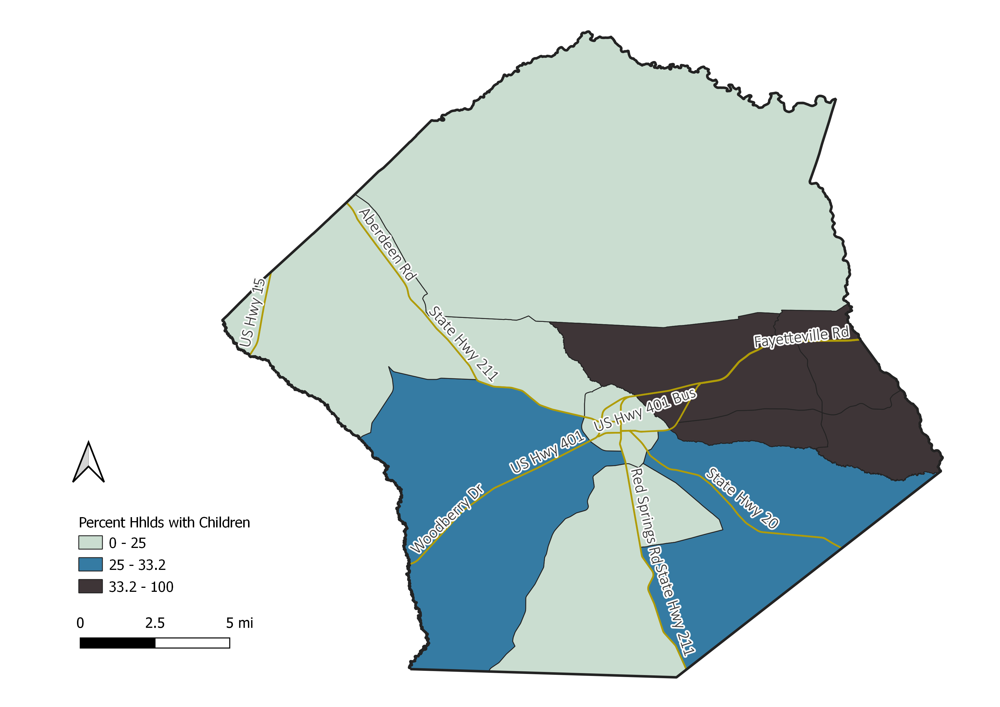 Aberdeen Rd
US Hwy 15
State Hwy 211
Fayetteville Rd
US Hwy 401 Bus
US Hwy 401
Woodberry Dr
Red Springs Rd
State Hwy 20
State Hwy 211
Percent Hhlds with Children
0 - 25
25 - 33.2
33.2 - 100
0 2.5 5 mi